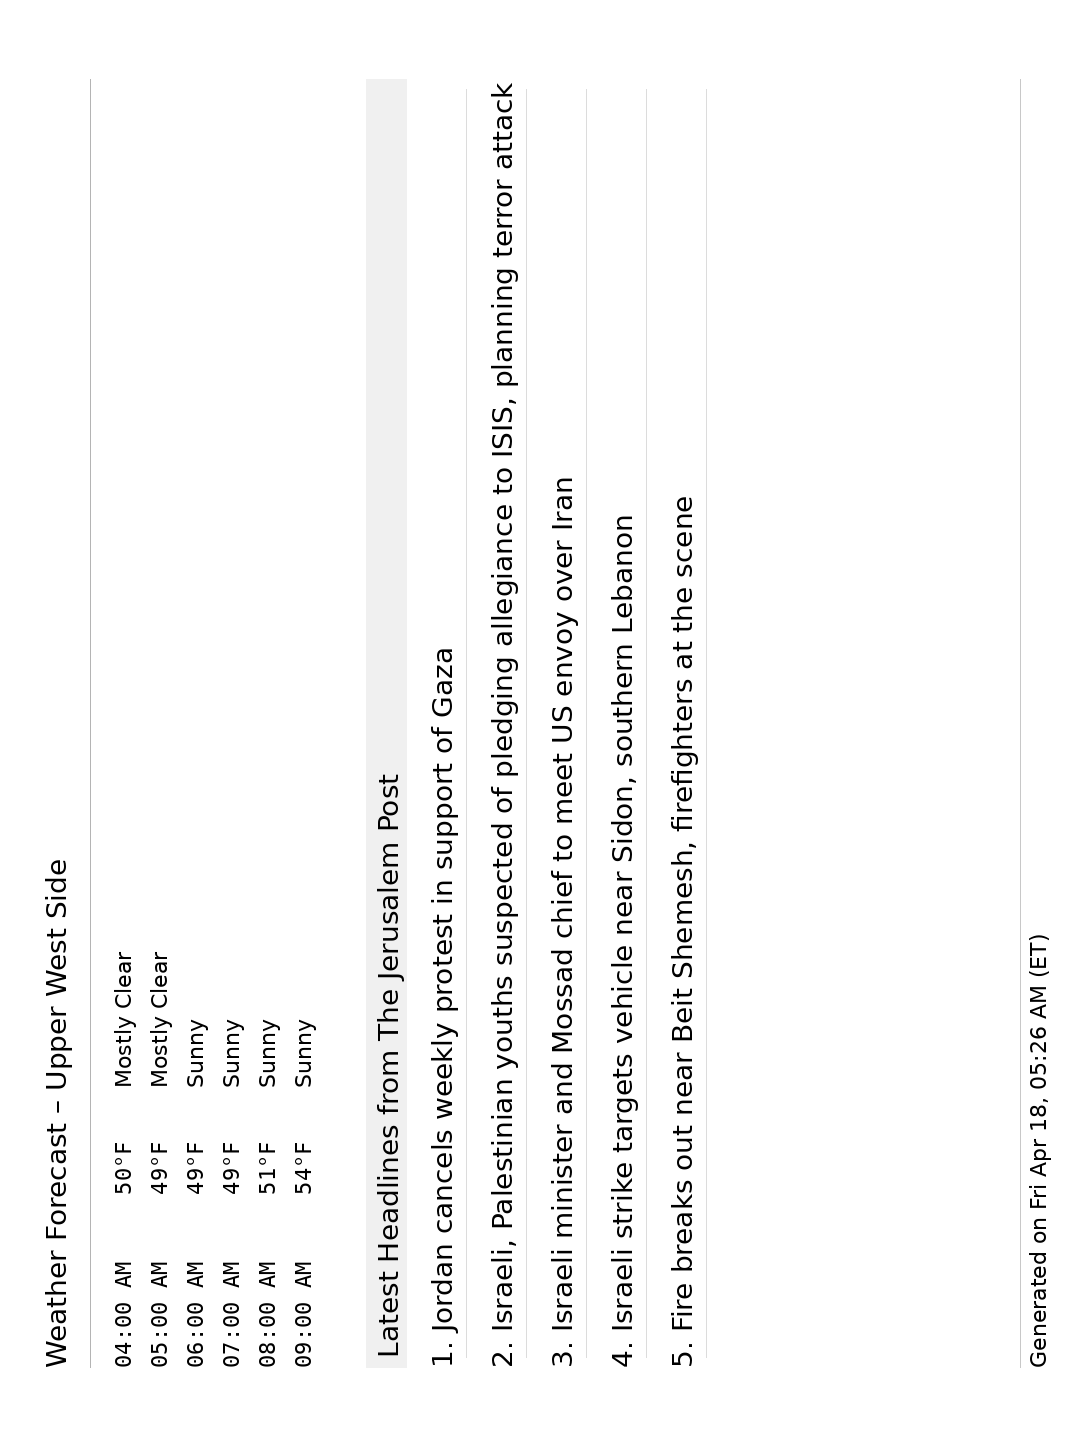 Weather Forecast – Upper West Side
04:00 AM 50°F Mostly Clear
05:00 AM 49°F Mostly Clear
06:00 AM 49°F Sunny
07:00 AM 49°F Sunny
08:00 AM 51°F Sunny
09:00 AM 54°F Sunny
Latest Headlines from The Jerusalem Post
1. Jordan cancels weekly protest in support of Gaza
2. Israeli, Palestinian youths suspected of pledging allegiance to ISIS, planning terror attack
3. Israeli minister and Mossad chief to meet US envoy over Iran
4. Israeli strike targets vehicle near Sidon, southern Lebanon
5. Fire breaks out near Beit Shemesh, firefighters at the scene
Generated on Fri Apr 18, 05:26 AM (ET)